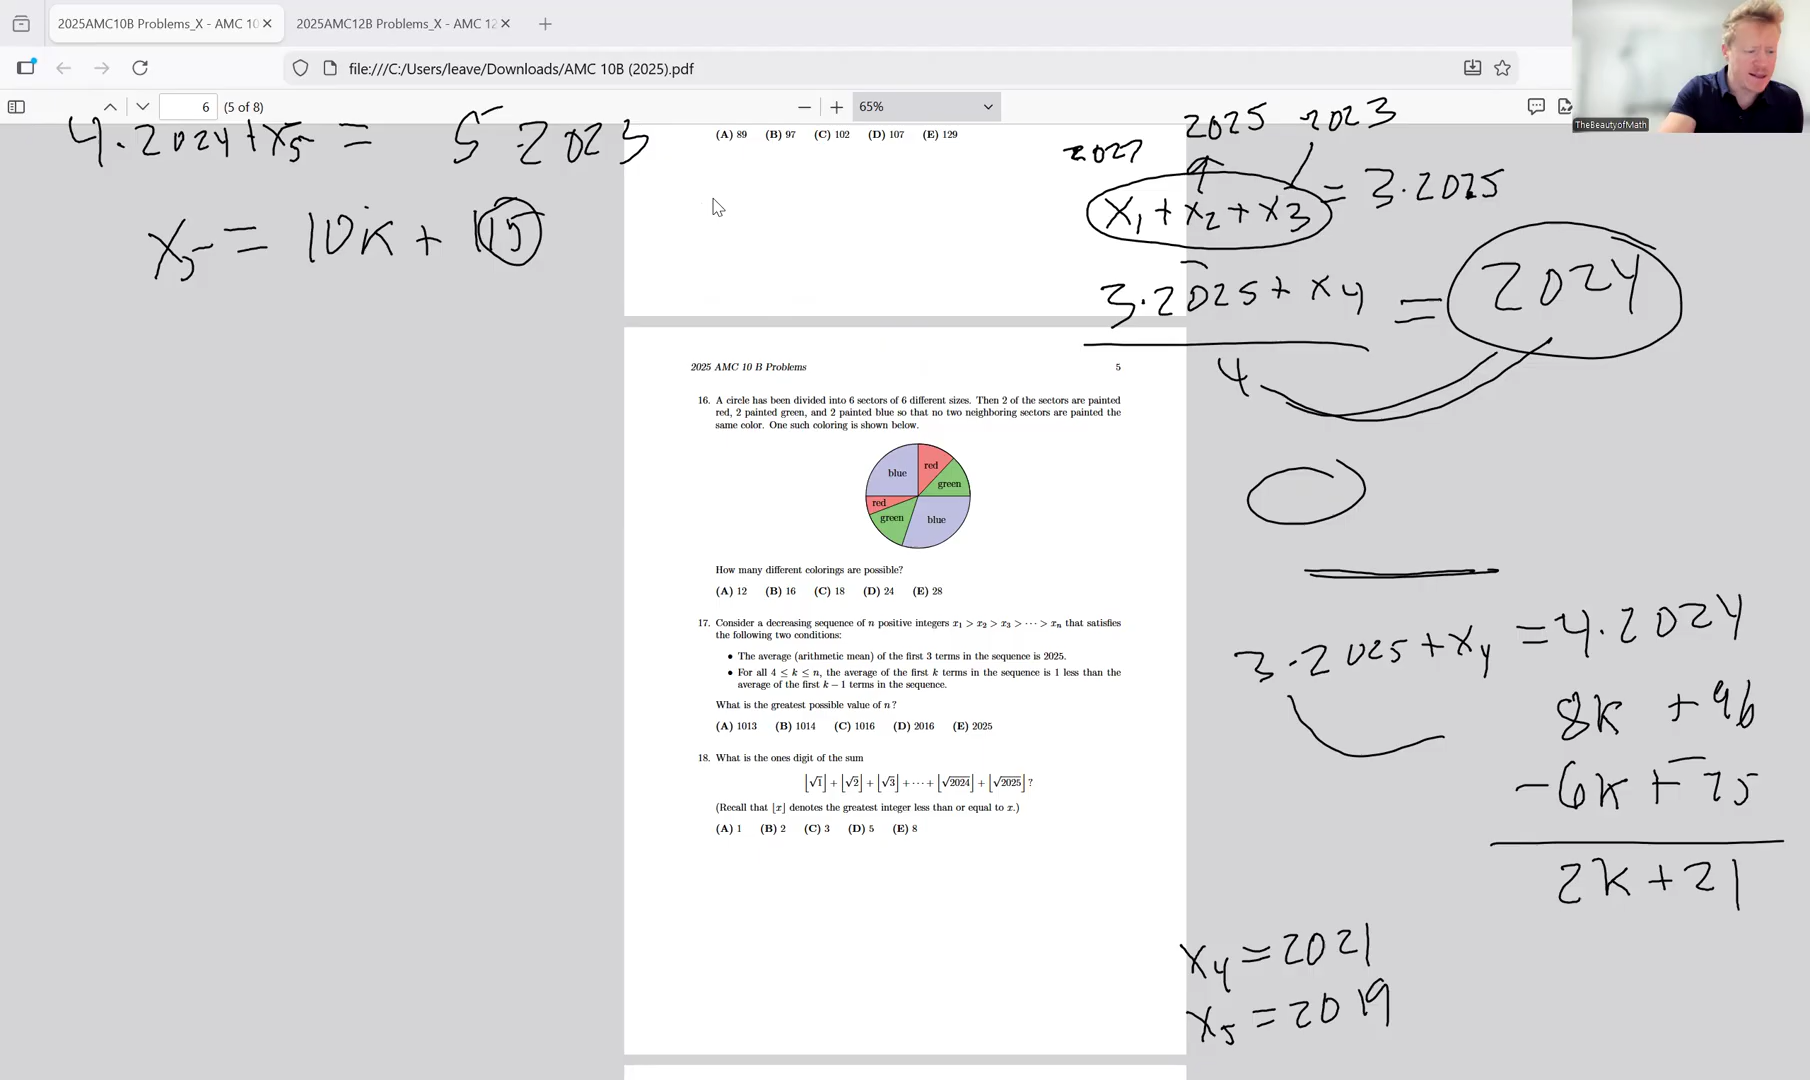 2025AMC10B Problems_X - AMC 10
2025AMC12B Problems_X - AMC 12
file:///C:/Users/leave/Downloads/AMC 10B (2025).pdf
6 (5 of 8)
65%
TheBeautyofMath
4·2024+x5 = 5 2023
x5 = 10k + 115
(A) 89 (B) 97 (C) 102 (D) 107 (E) 129
2027 2025 2023
x1 + x2 + x3 = 3·2025
3·2025 + x4 = 2024
4
2025 AMC 10 B Problems 5
16. A circle has been divided into 6 sectors of 6 different sizes. Then 2 of the sectors are painted
red, 2 painted green, and 2 painted blue so that no two neighboring sectors are painted the
same color. One such coloring is shown below.
blue red
green
red
green blue
How many different colorings are possible?
(A) 12 (B) 16 (C) 18 (D) 24 (E) 28
17. Consider a decreasing sequence of n positive integers x1 > x2 > x3 > ··· > xn that satisfies
the following two conditions:
• The average (arithmetic mean) of the first 3 terms in the sequence is 2025.
• For all 4 ≤ k ≤ n, the average of the first k terms in the sequence is 1 less than the
average of the first k − 1 terms in the sequence.
What is the greatest possible value of n?
(A) 1013 (B) 1014 (C) 1016 (D) 2016 (E) 2025
18. What is the ones digit of the sum
⌊√1⌋ + ⌊√2⌋ + ⌊√3⌋ + ··· + ⌊√2024⌋ + ⌊√2025⌋ ?
(Recall that ⌊x⌋ denotes the greatest integer less than or equal to x.)
(A) 1 (B) 2 (C) 3 (D) 5 (E) 8
3·2025 + x4 = 4·2024
8k + 96
−6k + 75
2k + 21
x4 = 2021
x5 = 2019